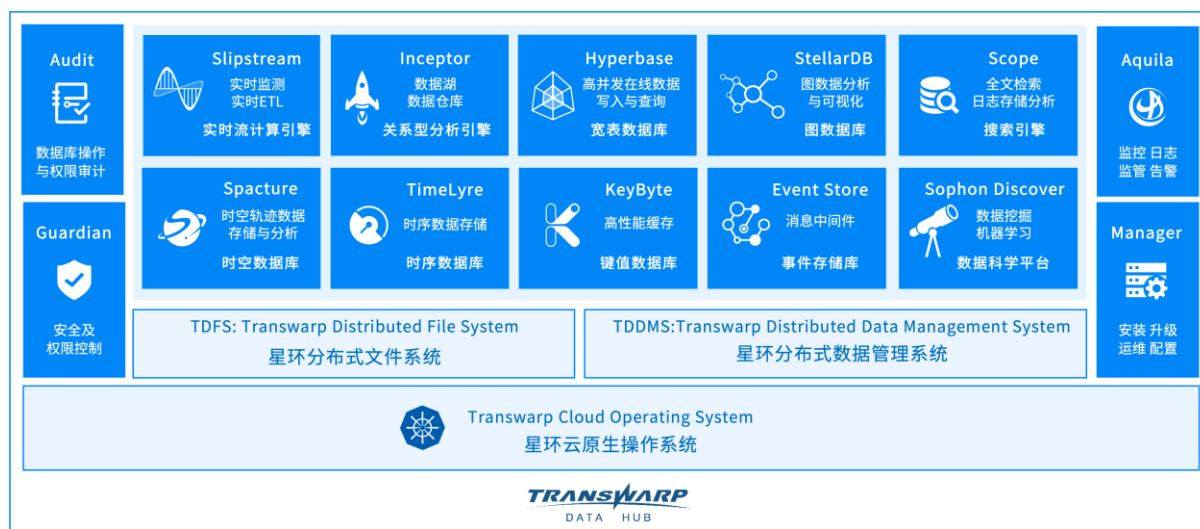 Audit
数据库操作
与权限审计
Guardian
安全及
权限控制
Slipstream
实时监测
实时ETL
实时流计算引擎
Inceptor
数据湖
数据仓库
关系型分析引擎
Hyperbase
高并发在线数据
写入与查询
宽表数据库
StellarDB
图数据分析
与可视化
图数据库
Scope
全文检索
日志存储分析
搜索引擎
Spacture
时空轨迹数据
存储与分析
时空数据库
TimeLyre
时序数据存储
时序数据库
KeyByte
高性能缓存
键值数据库
Event Store
消息中间件
事件存储库
Sophon Discover
数据挖掘
机器学习
数据科学平台
Aquila
监控 日志
监管 告警
Manager
安装 升级
运维 配置
TDFS: Transwarp Distributed File System
星环分布式文件系统
TDDMS:Transwarp Distributed Data Management System
星环分布式数据管理系统
Transwarp Cloud Operating System
星环云原生操作系统
TRANSWARP
DATA HUB